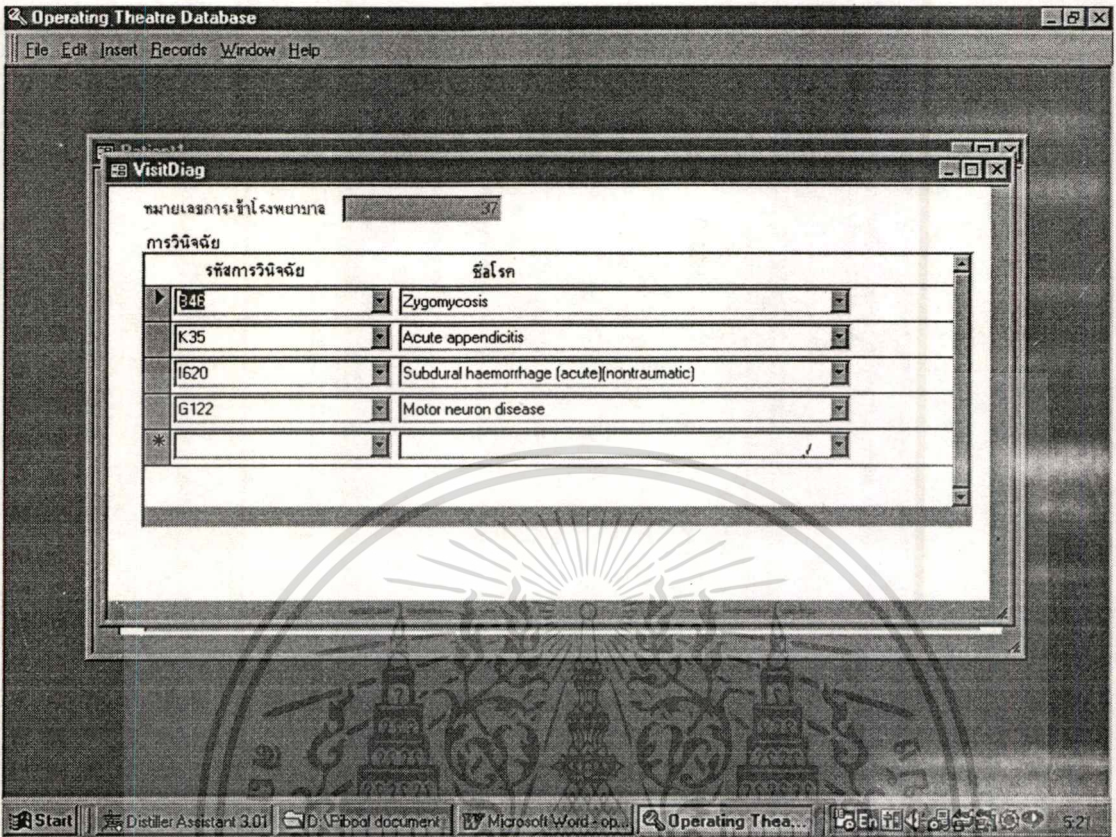 Operating Theatre Database
File Edit Insert Records Window Help
Patient1
VisitDiag
หมายเลขการเข้าโรงพยาบาล 37
การวินิจฉัย
รหัสการวินิจฉัย ชื่อโรค
B46 Zygomycosis
K35 Acute appendicitis
I620 Subdural haemorrhage (acute)(nontraumatic)
G122 Motor neuron disease
*
Start Distiller Assistant 3.01 D:\Piboal document Microsoft Word - op... Operating Thea... En 5:21